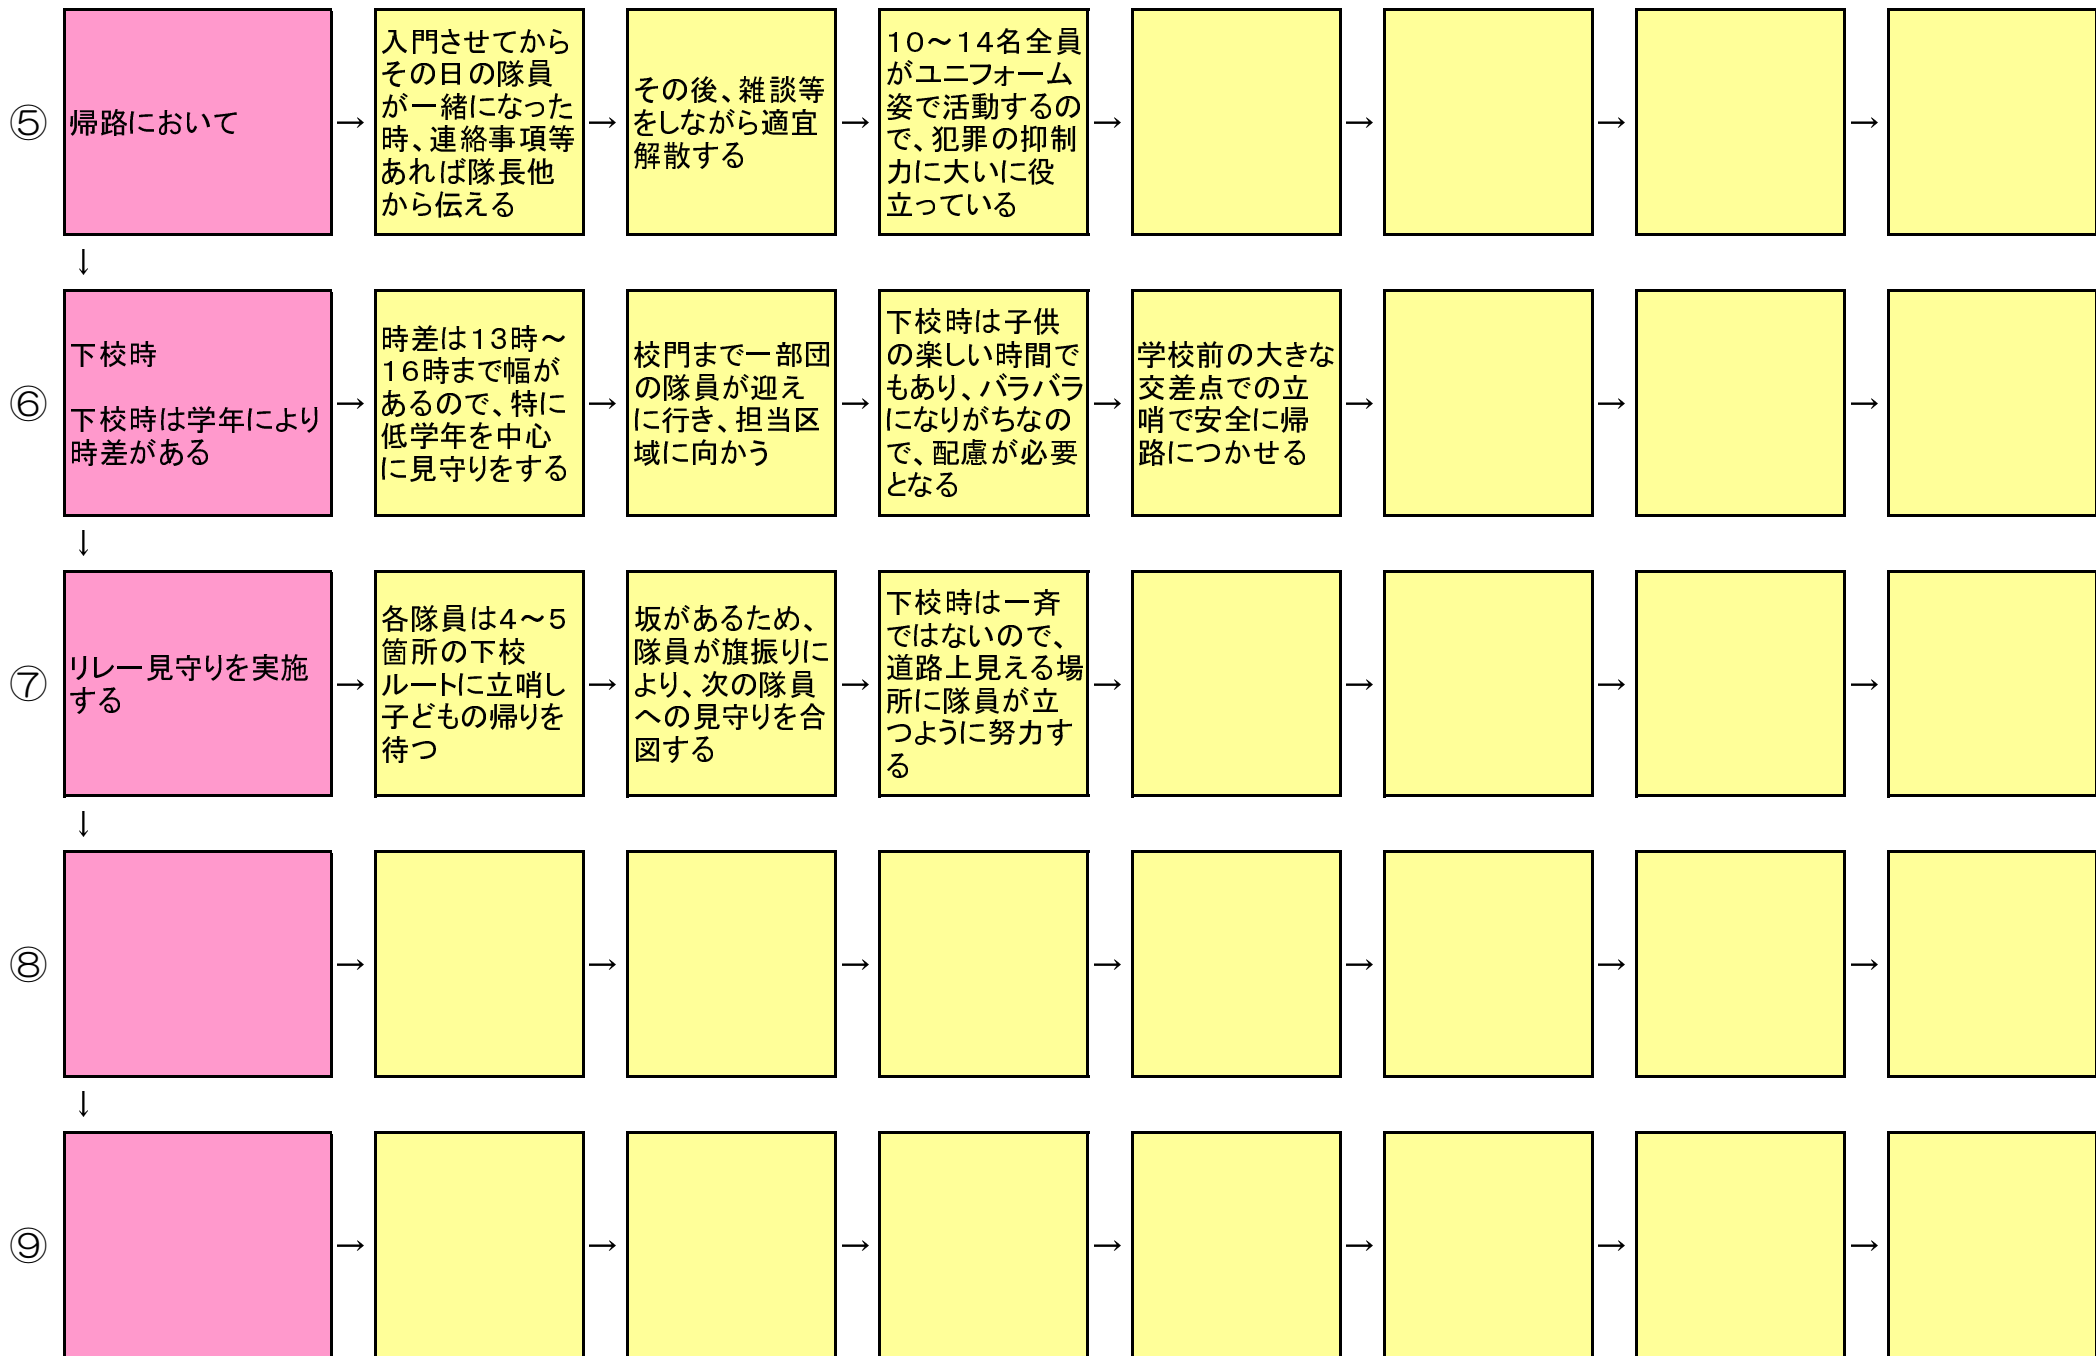 ⑤
帰路において
→
入門させてから
その日の隊員
が一緒になった
時、連絡事項等
あれば隊長他
から伝える
→
その後、雑談等
をしながら適宜
解散する
→
１０～１４名全員
がユニフォーム
姿で活動するの
で、犯罪の抑制
力に大いに役
立っている
→
→
→
→
↓
⑥
下校時
下校時は学年により
時差がある
→
時差は１３時～
１６時まで幅が
あるので、特に
低学年を中心
に見守りをする
→
校門まで一部団
の隊員が迎え
に行き、担当区
域に向かう
→
下校時は子供
の楽しい時間で
もあり、バラバラ
になりがちなの
で、配慮が必要
となる
→
学校前の大きな
交差点での立
哨で安全に帰
路につかせる
→
→
→
↓
⑦
リレー見守りを実施
する
→
各隊員は４～５
箇所の下校
ルートに立哨し
子どもの帰りを
待つ
→
坂があるため、
隊員が旗振りに
より、次の隊員
への見守りを合
図する
→
下校時は一斉
ではないので、
道路上見える場
所に隊員が立
つように努力す
る
→
→
→
→
↓
⑧
→
→
→
→
→
→
→
↓
⑨
→
→
→
→
→
→
→